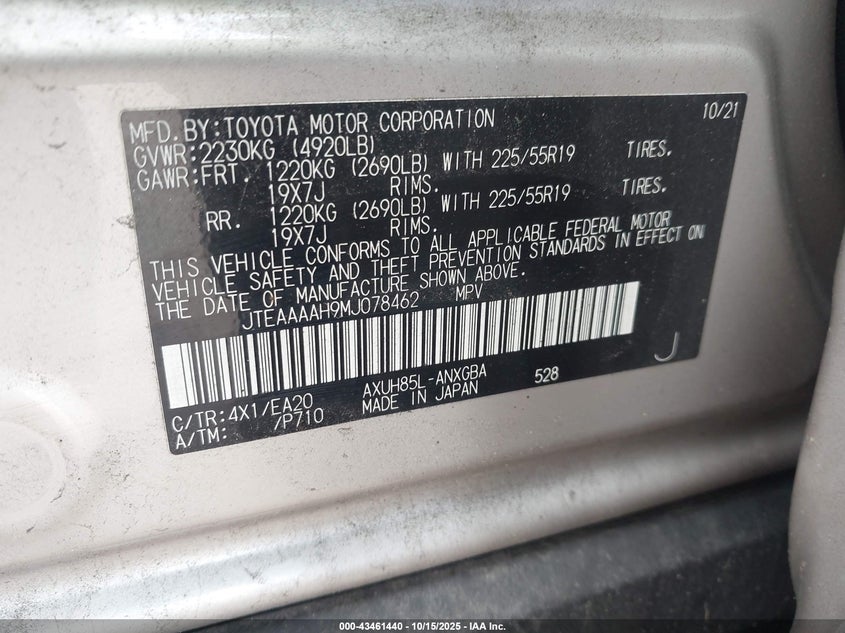 10/21
MFD.BY:TOYOTA MOTOR CORPORATION
GVWR:2230KG (4920LB)
GAWR:FRT. 1220KG (2690LB) WITH 225/55R19 TIRES.
19X7J RIMS.
RR. 1220KG (2690LB) WITH 225/55R19 TIRES.
19X7J RIMS.
THIS VEHICLE CONFORMS TO ALL APPLICABLE FEDERAL MOTOR
VEHICLE SAFETY AND THEFT PREVENTION STANDARDS IN EFFECT ON
THE DATE OF MANUFACTURE SHOWN ABOVE.
JTEAAAAH9MJ078462 MPV
J
AXUH85L-ANXGBA 528
C/TR:4X1/EA20 MADE IN JAPAN
A/TM: /P710
000-43461440 - 10/15/2025 - IAA Inc.